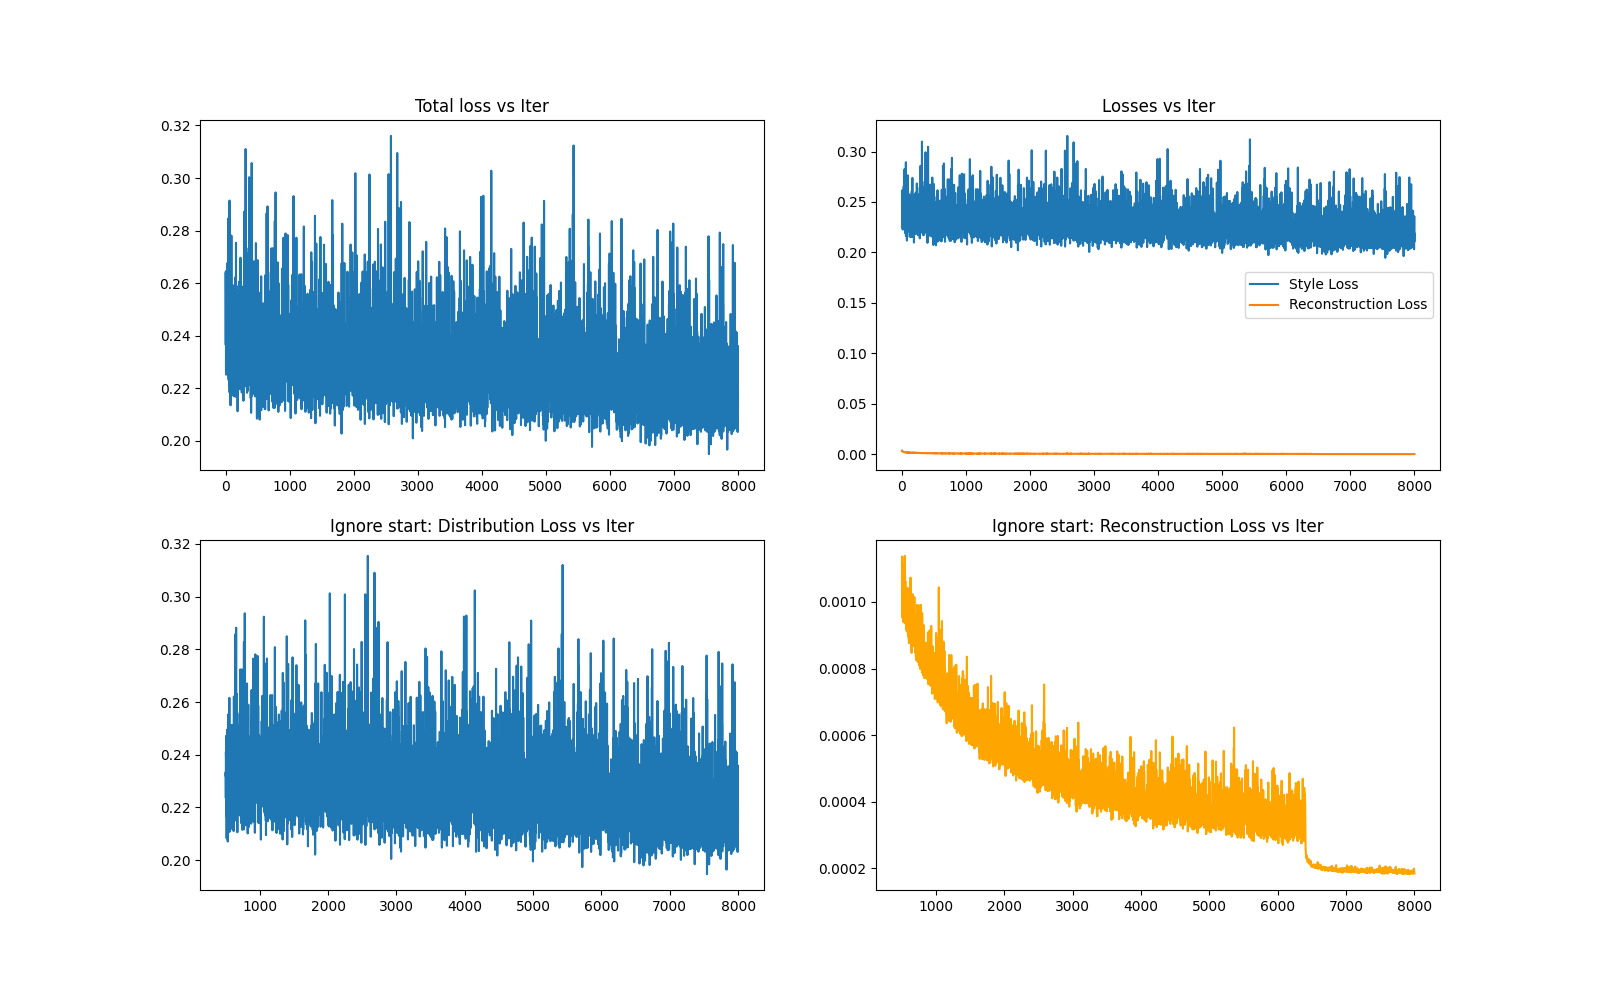 Total loss vs Iter
0.32
0.30
0.28
0.26
0.24
0.22
0.20
0 1000 2000 3000 4000 5000 6000 7000 8000
Losses vs Iter
0.30
0.25
0.20
0.15
0.10
0.05
0.00
Style Loss
Reconstruction Loss
0 1000 2000 3000 4000 5000 6000 7000 8000
Ignore start: Distribution Loss vs Iter
0.32
0.30
0.28
0.26
0.24
0.22
0.20
1000 2000 3000 4000 5000 6000 7000 8000
Ignore start: Reconstruction Loss vs Iter
0.0010
0.0008
0.0006
0.0004
0.0002
1000 2000 3000 4000 5000 6000 7000 8000